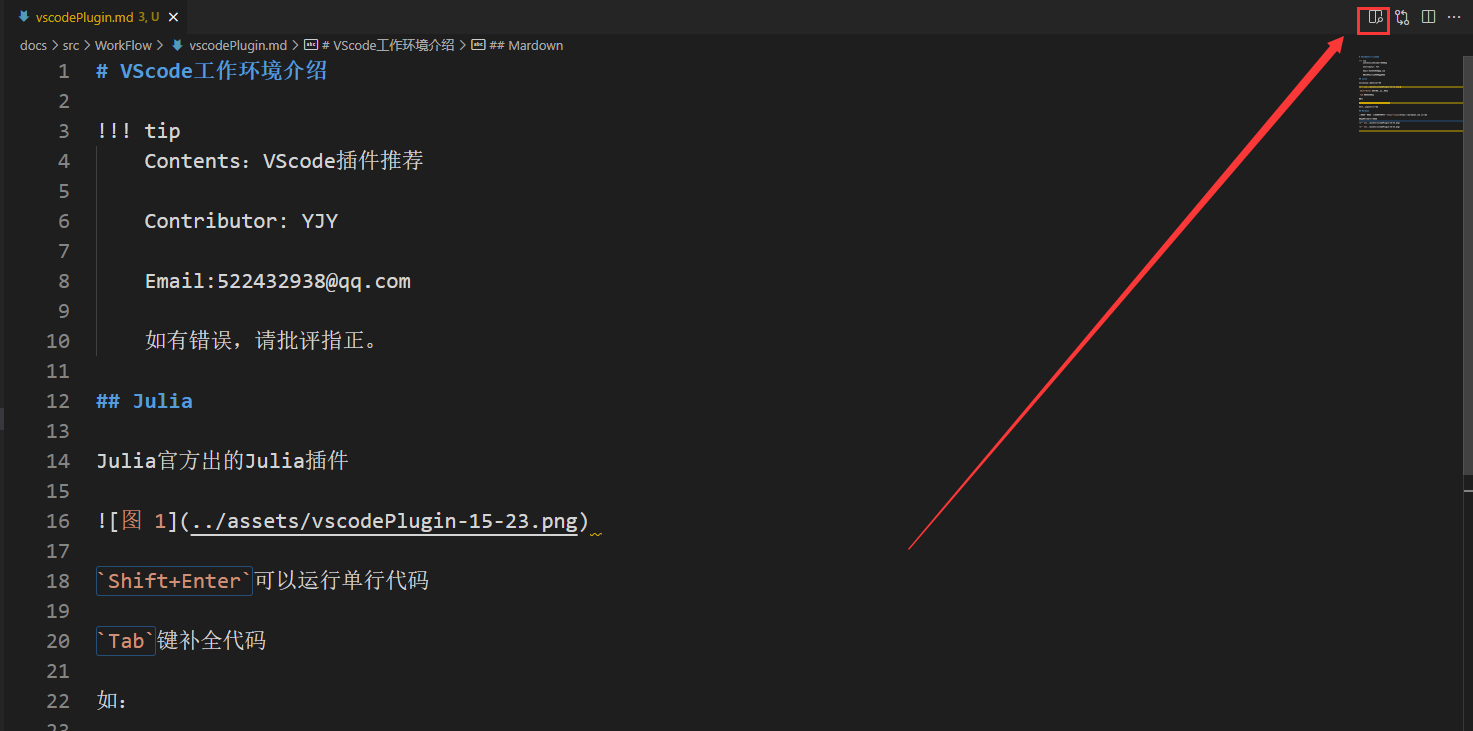 vscodePlugin.md 3, U
docs > src > WorkFlow > vscodePlugin.md > # VScode工作环境介绍 > ## Mardown
1 # VScode工作环境介绍
2
3 !!! tip
4 Contents：VScode插件推荐
5
6 Contributor: YJY
7
8 Email:522432938@qq.com
9
10 如有错误，请批评指正。
11
12 ## Julia
13
14 Julia官方出的Julia插件
15
16 ![图 1](../assets/vscodePlugin-15-23.png)
17
18 `Shift+Enter`可以运行单行代码
19
20 `Tab`键补全代码
21
22 如：
23